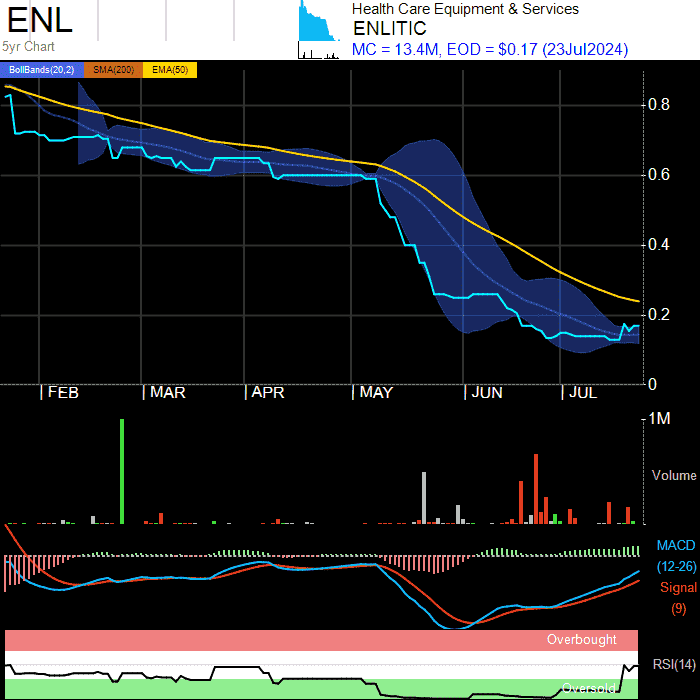 ENL
5yr Chart
Health Care Equipment & Services
ENLITIC
MC = 13.4M, EOD = $0.17 (23Jul2024)
BollBands(20,2) SMA(200) EMA(50)
0.8
0.6
0.4
0.2
0
FEB MAR APR MAY JUN JUL
1M
Volume
MACD
(12-26)
Signal
(9)
Overbought
RSI(14)
Oversold